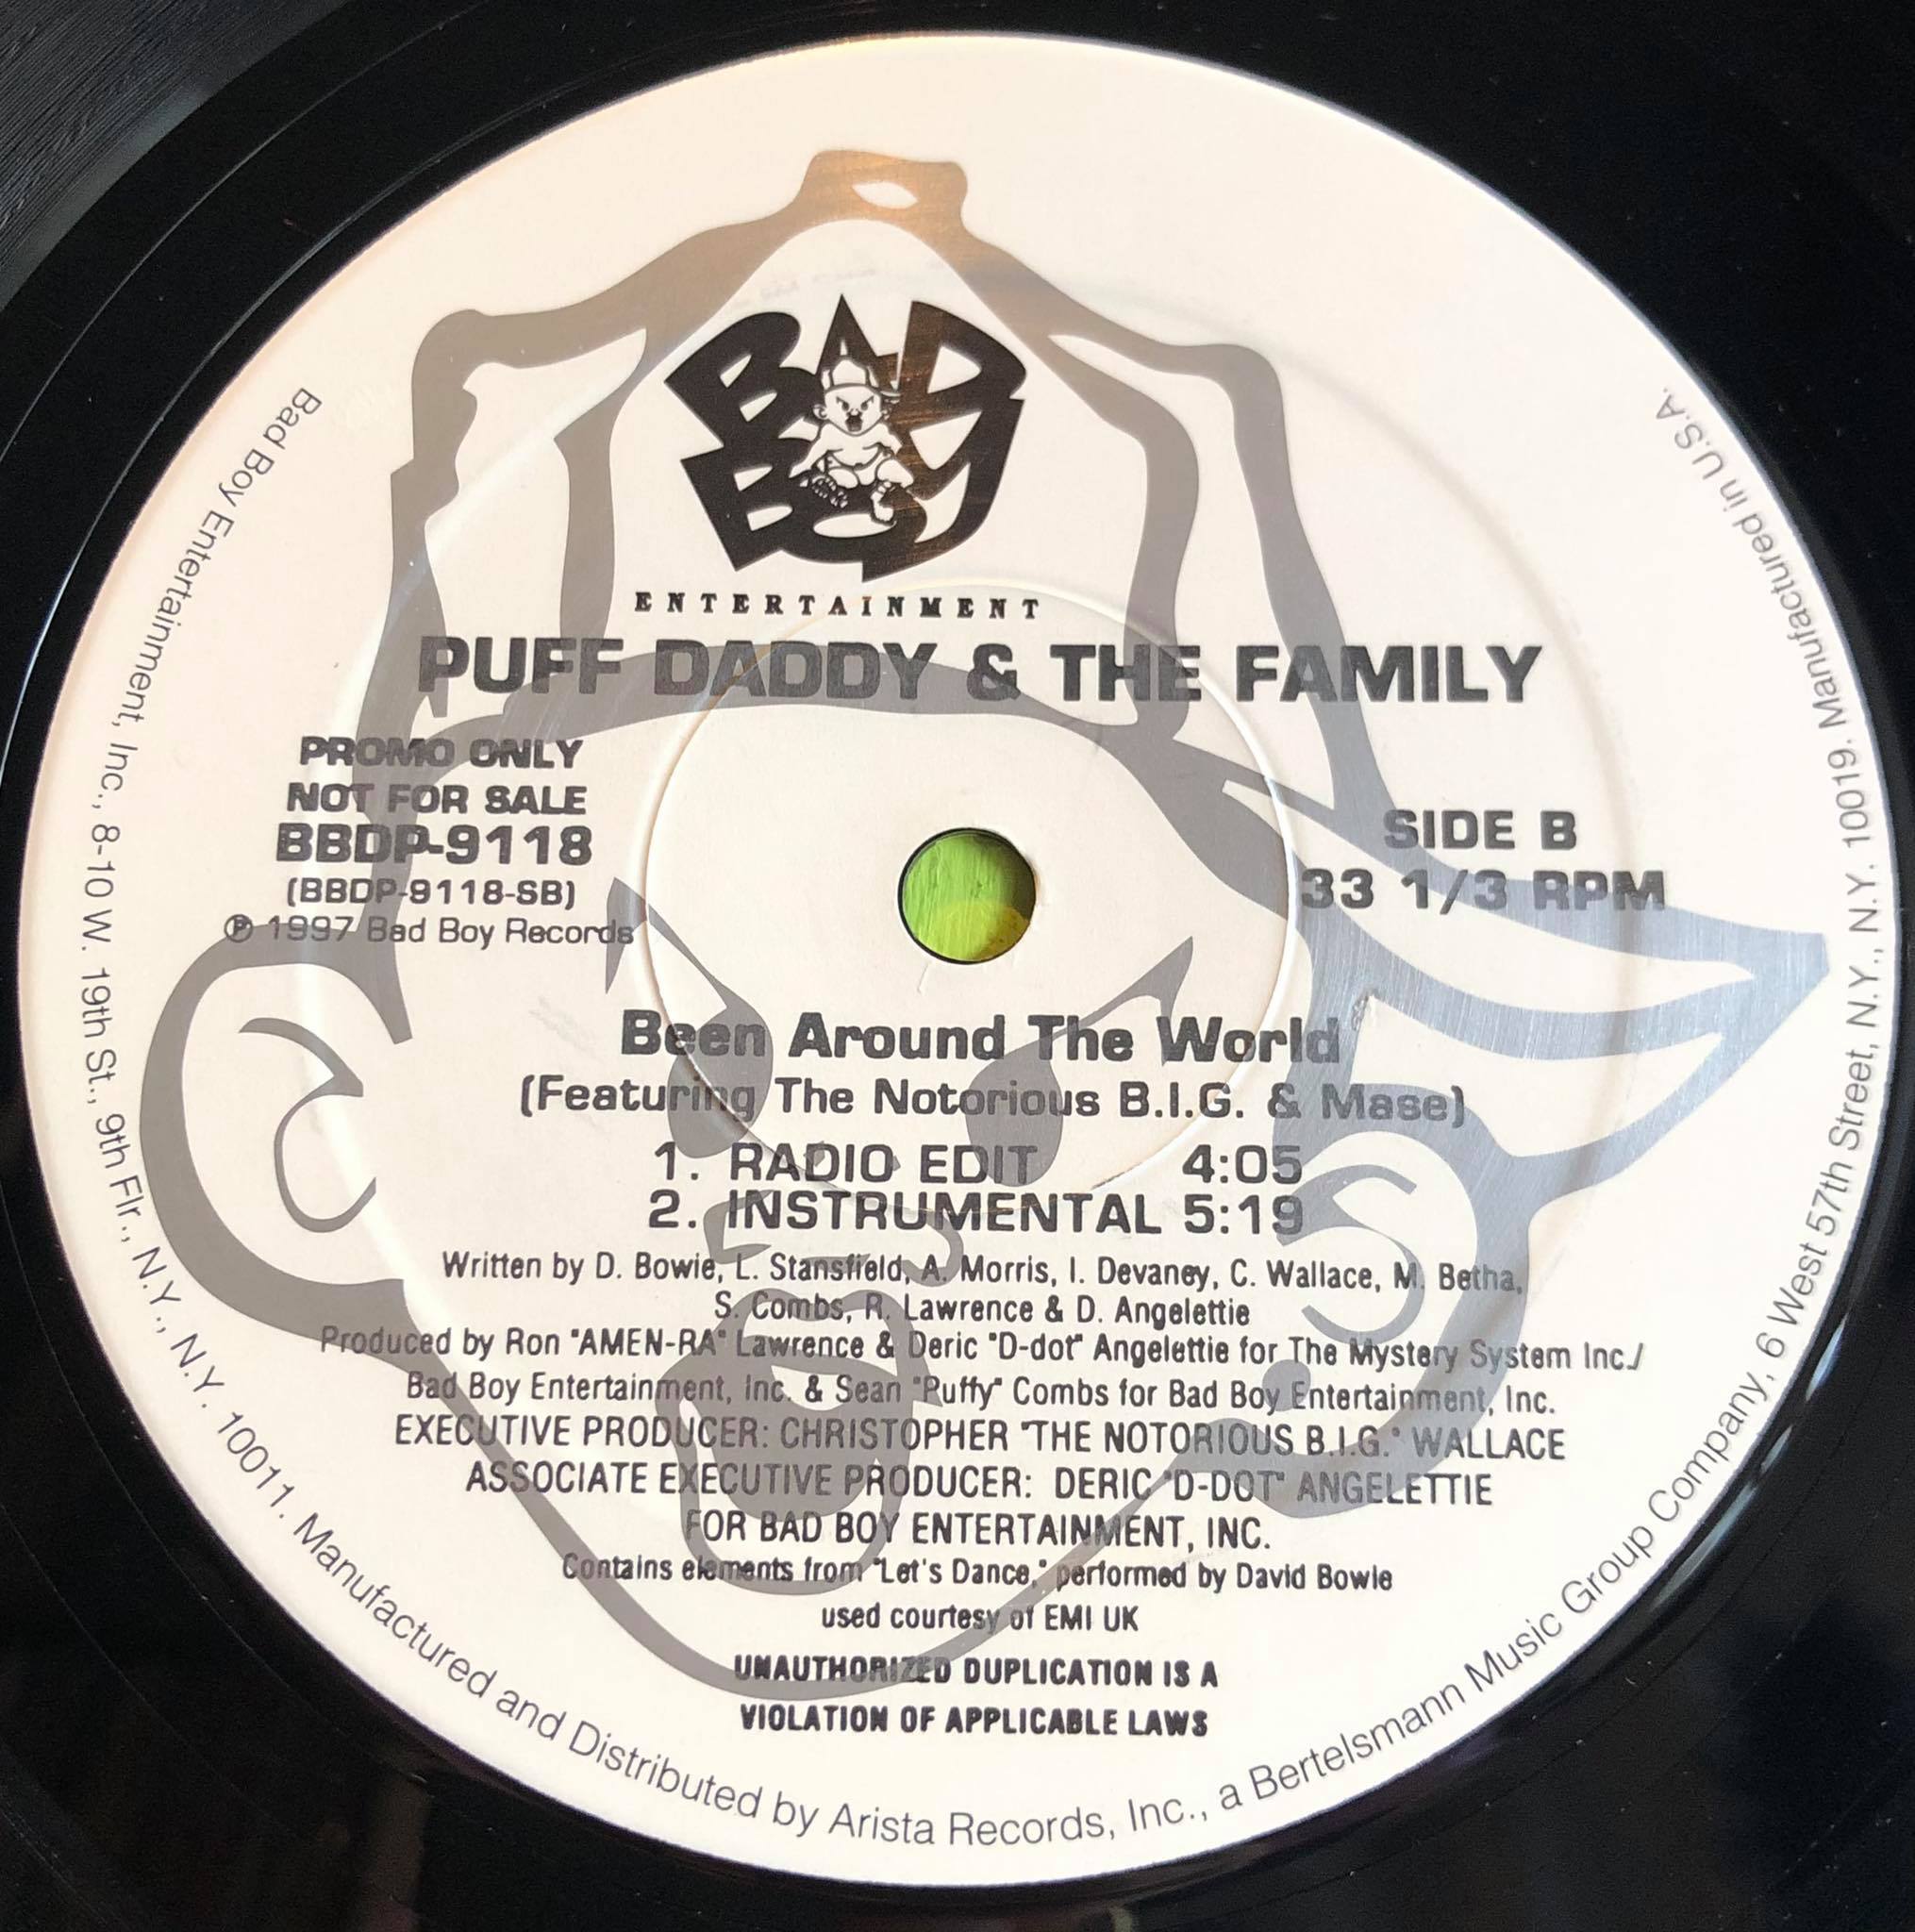 BAD
BOY
ENTERTAINMENT
PUFF DADDY & THE FAMILY
PROMO ONLY
NOT FOR SALE
BBDP-9118
(BBDP-9118-SB)
℗ 1997 Bad Boy Records
SIDE B
33 1/3 RPM
Been Around The World
(Featuring The Notorious B.I.G. & Mase)
1. RADIO EDIT 4:05
2. INSTRUMENTAL 5:19
Written by D. Bowie, L. Stansfield, A. Morris, I. Devaney, C. Wallace, M. Betha,
S. Combs, R. Lawrence & D. Angelettie
Produced by Ron "AMEN-RA" Lawrence & Deric "D-dot" Angelettie for The Mystery System Inc./
Bad Boy Entertainment, Inc. & Sean "Puffy" Combs for Bad Boy Entertainment, Inc.
EXECUTIVE PRODUCER: CHRISTOPHER "THE NOTORIOUS B.I.G." WALLACE
ASSOCIATE EXECUTIVE PRODUCER: DERIC "D-DOT" ANGELETTIE
FOR BAD BOY ENTERTAINMENT, INC.
Contains elements from "Let's Dance," performed by David Bowie
used courtesy of EMI UK
UNAUTHORIZED DUPLICATION IS A
VIOLATION OF APPLICABLE LAWS
Bad Boy Entertainment, Inc., 8-10 W. 19th St., 9th Flr., N.Y., N.Y. 10011. Manufactured and Distributed by Arista Records, Inc., a Bertelsmann Music Group Company, 6 West 57th Street, N.Y., N.Y. 10019. Manufactured in U.S.A.